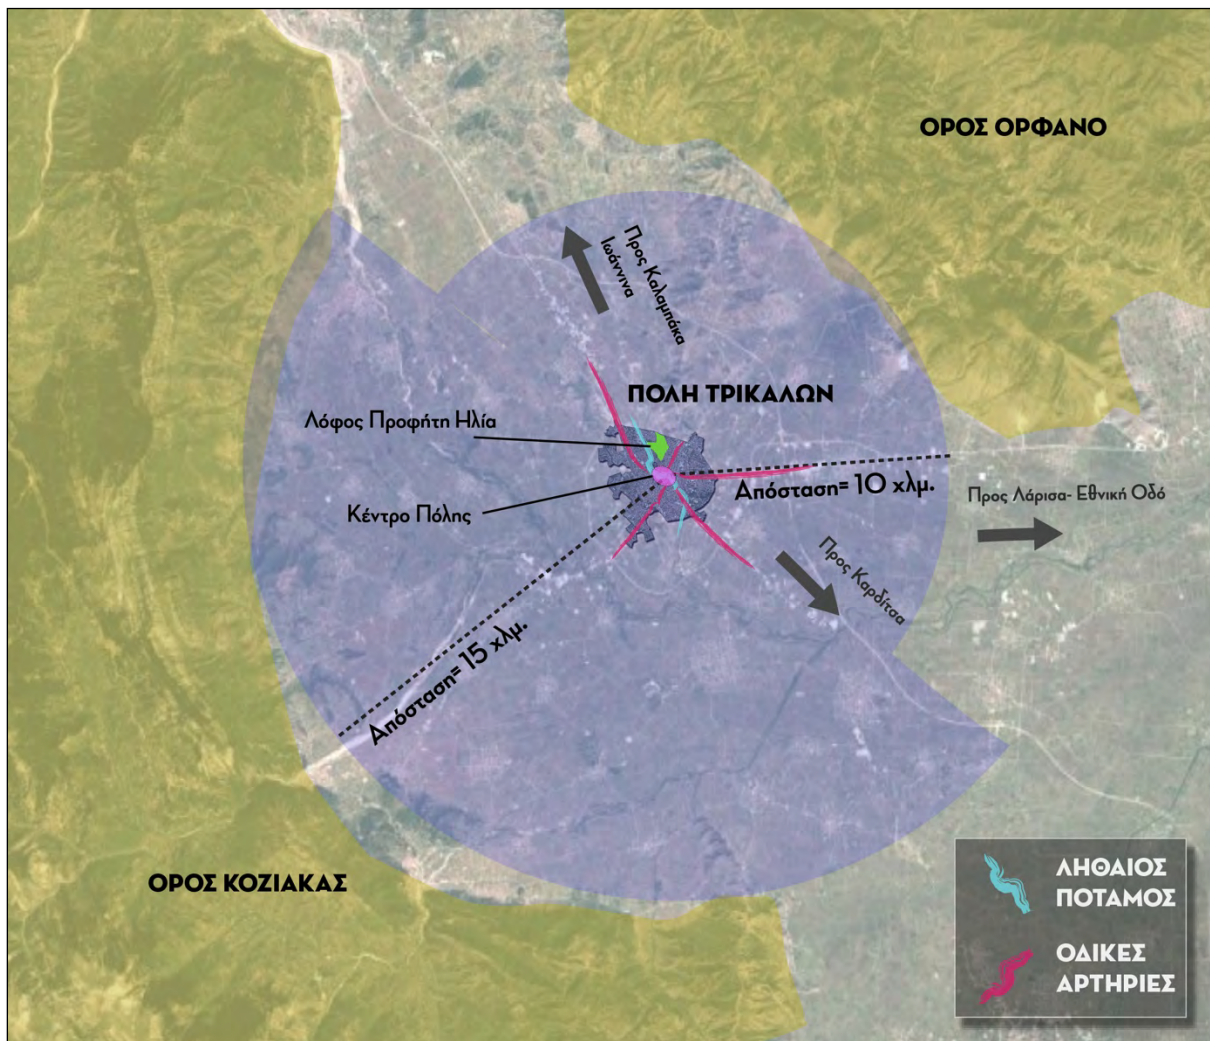 ΟΡΟΣ ΟΡΦΑΝΟ
Προς Καλαμπάκα
Ιωάννινα
ΠΟΛΗ ΤΡΙΚΑΛΩΝ
Λόφος Προφήτη Ηλία
Απόσταση= 10 χλμ.
Προς Λάρισα- Εθνική Οδό
Κέντρο Πόλης
Προς Καρδίτσα
Απόσταση= 15 χλμ.
ΟΡΟΣ ΚΟΖΙΑΚΑΣ
ΛΗΘΑΙΟΣ
ΠΟΤΑΜΟΣ
ΟΔΙΚΕΣ
ΑΡΤΗΡΙΕΣ